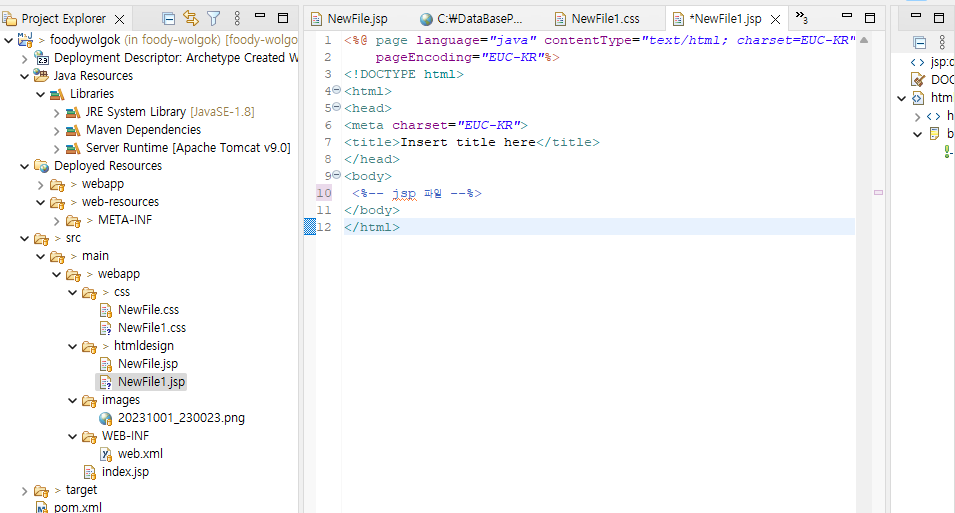 Project Explorer
foodywolgok (in foody-wolgok) [foody-wolgo
Deployment Descriptor: Archetype Created W
Java Resources
Libraries
JRE System Library [JavaSE-1.8]
Maven Dependencies
Server Runtime [Apache Tomcat v9.0]
Deployed Resources
> webapp
> web-resources
> META-INF
> src
> main
> webapp
> css
NewFile.css
NewFile1.css
> htmldesign
NewFile.jsp
NewFile1.jsp
images
20231001_230023.png
WEB-INF
web.xml
index.jsp
> target
pom.xml
NewFile.jsp
C:₩DataBaseP...
NewFile1.css
*NewFile1.jsp
»3
1 <%@ page language="java" contentType="text/html; charset=EUC-KR"
2 pageEncoding="EUC-KR"%>
3 <!DOCTYPE html>
4 <html>
5 <head>
6 <meta charset="EUC-KR">
7 <title>Insert title here</title>
8 </head>
9 <body>
10 <%-- jsp 파일 --%>
11 </body>
12 </html>
jsp:c
DOC
htm
h
b